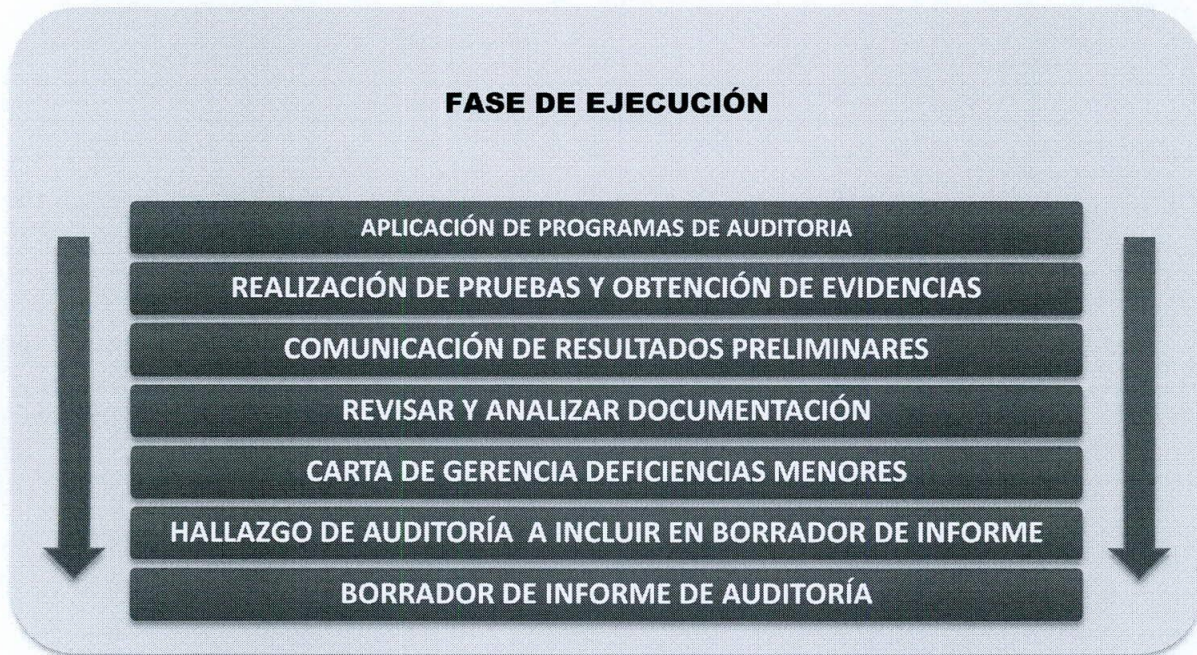 FASE DE EJECUCIÓN
APLICACIÓN DE PROGRAMAS DE AUDITORIA
REALIZACIÓN DE PRUEBAS Y OBTENCIÓN DE EVIDENCIAS
COMUNICACIÓN DE RESULTADOS PRELIMINARES
REVISAR Y ANALIZAR DOCUMENTACIÓN
CARTA DE GERENCIA DEFICIENCIAS MENORES
HALLAZGO DE AUDITORÍA A INCLUIR EN BORRADOR DE INFORME
BORRADOR DE INFORME DE AUDITORÍA